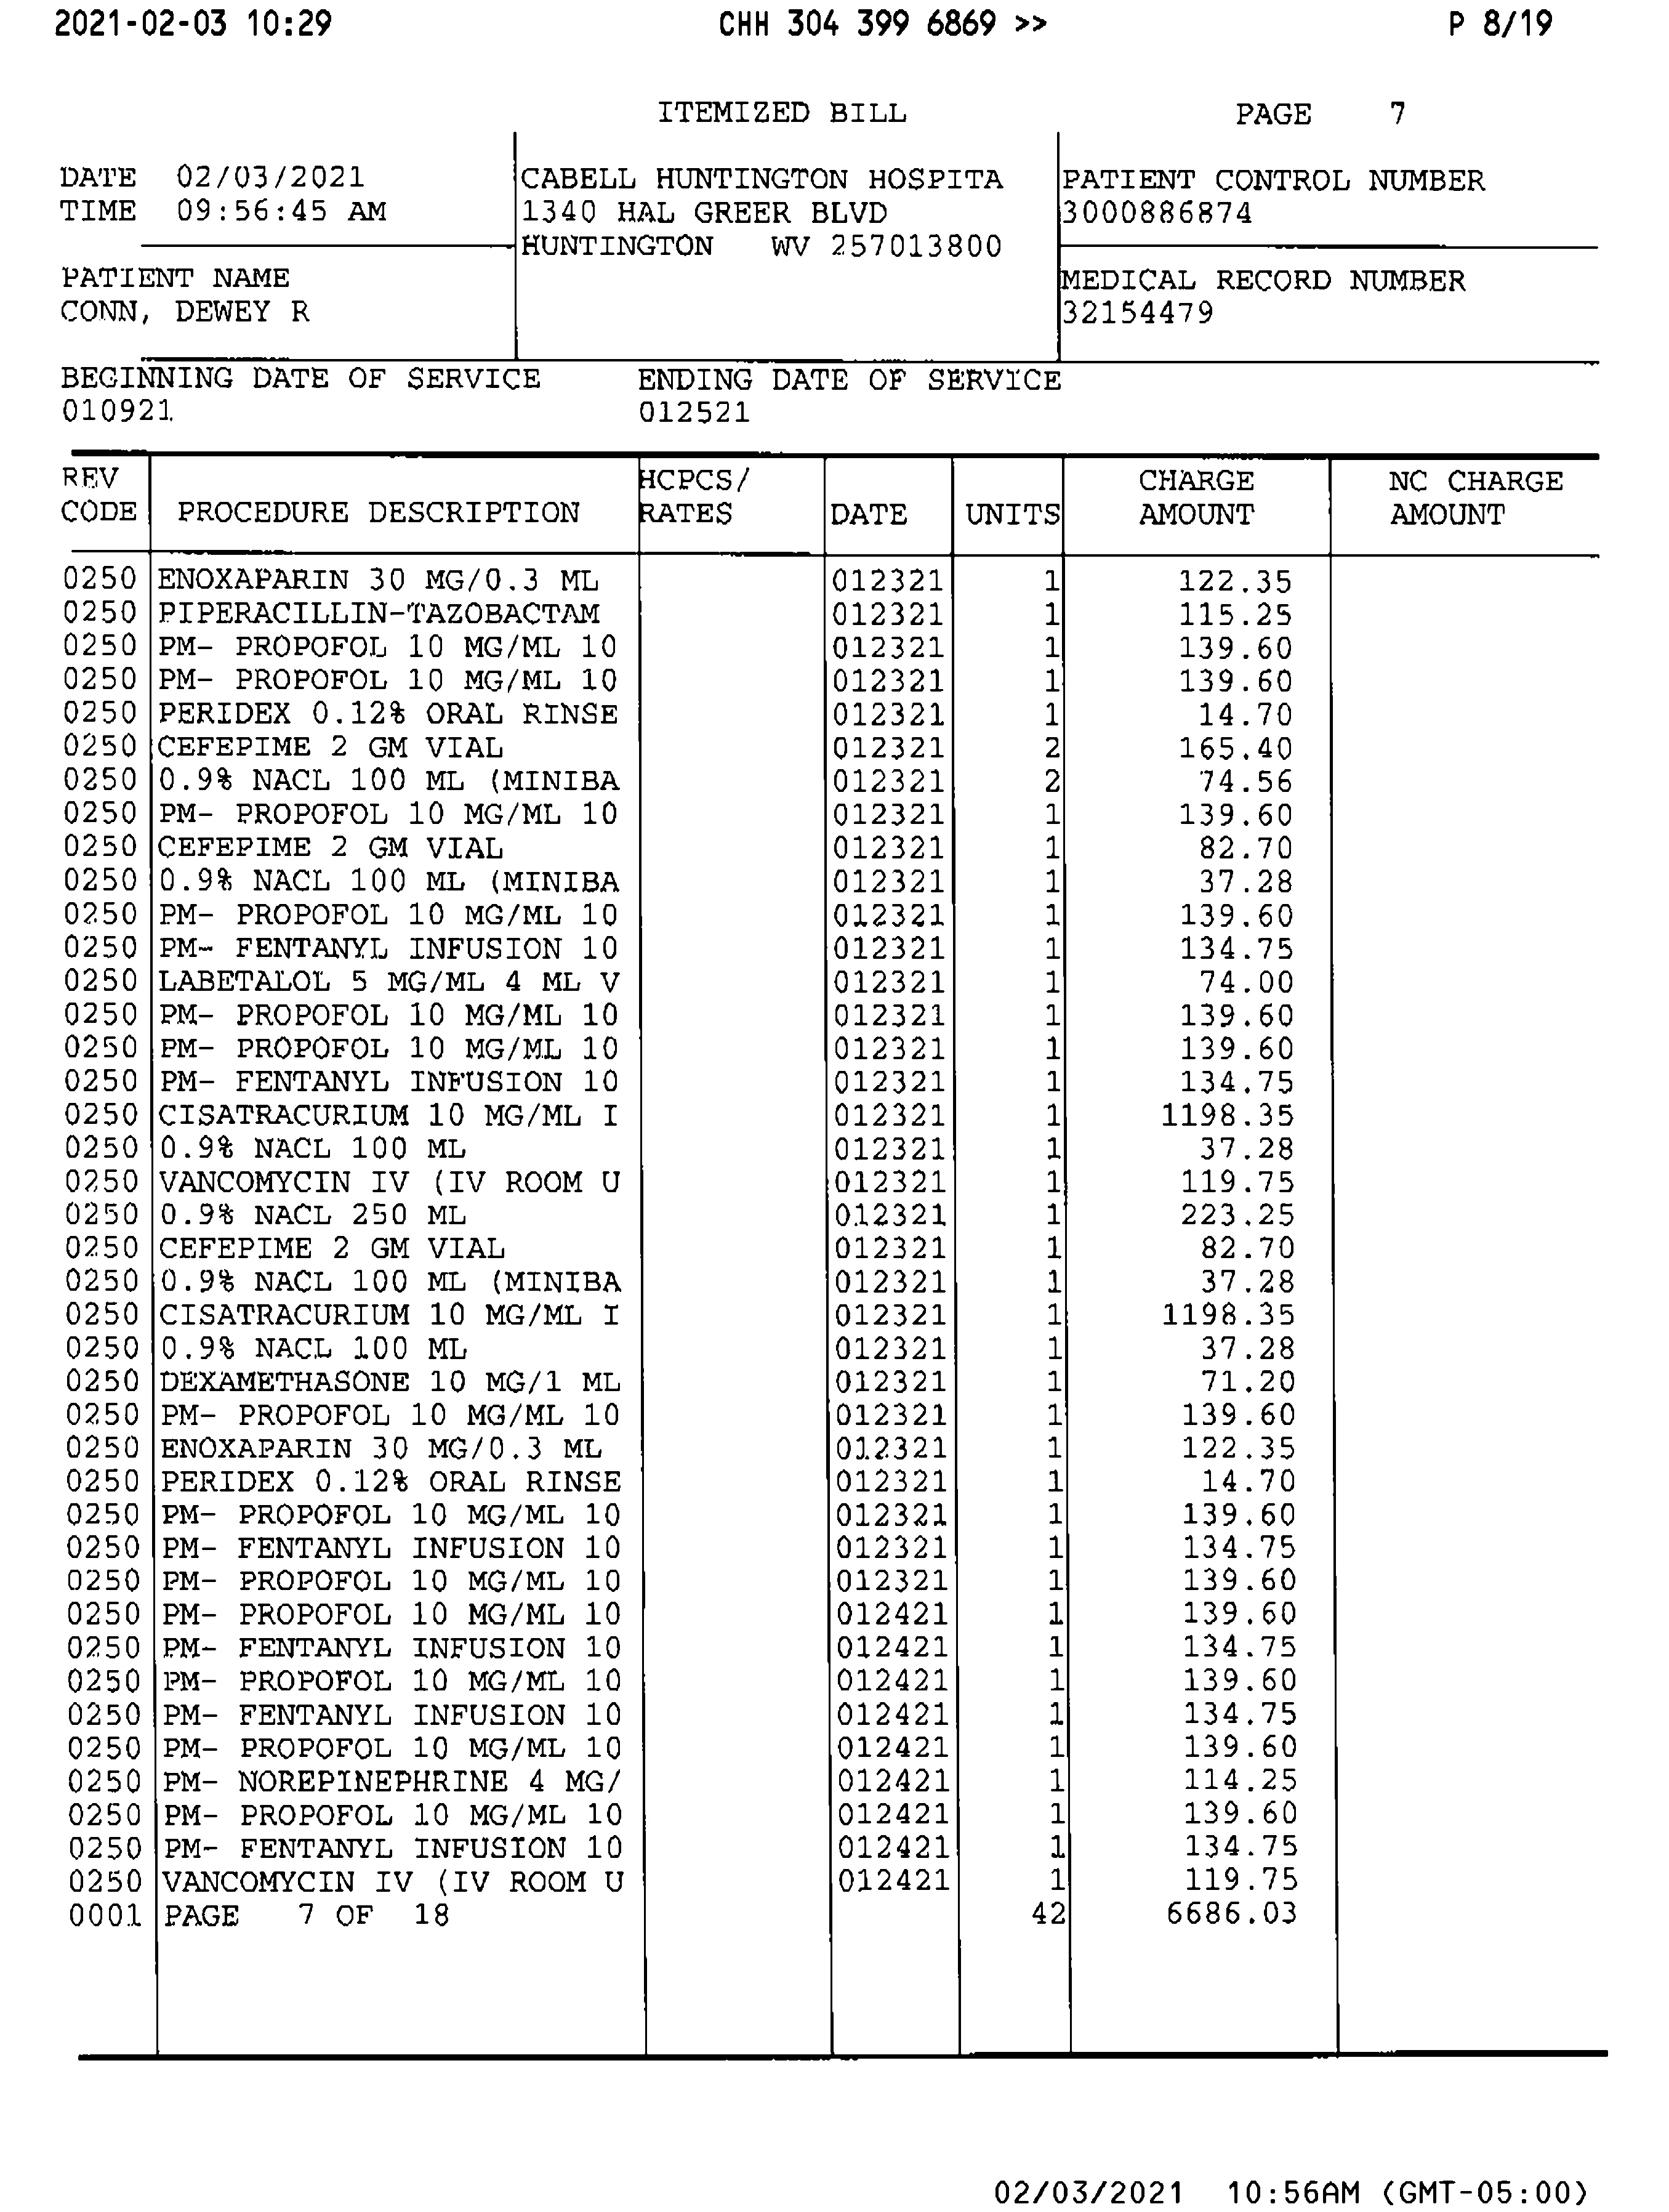 2021-02-03 10:29 CHH 304 399 6869 >> P 8/19
ITEMIZED BILL PAGE 7
DATE 02/03/2021 CABELL HUNTINGTON HOSPITA PATIENT CONTROL NUMBER
TIME 09:56:45 AM 1340 HAL GREER BLVD 3000886874
HUNTINGTON WV 257013800
PATIENT NAME MEDICAL RECORD NUMBER
CONN, DEWEY R 32154479
BEGINNING DATE OF SERVICE ENDING DATE OF SERVICE
010921 012521
REV HCPCS/ CHARGE NC CHARGE
CODE PROCEDURE DESCRIPTION RATES DATE UNITS AMOUNT AMOUNT
0250 ENOXAPARIN 30 MG/0.3 ML 012321 1 122.35
0250 PIPERACILLIN-TAZOBACTAM 012321 1 115.25
0250 PM- PROPOFOL 10 MG/ML 10 012321 1 139.60
0250 PM- PROPOFOL 10 MG/ML 10 012321 1 139.60
0250 PERIDEX 0.12% ORAL RINSE 012321 1 14.70
0250 CEFEPIME 2 GM VIAL 012321 2 165.40
0250 0.9% NACL 100 ML (MINIBA 012321 2 74.56
0250 PM- PROPOFOL 10 MG/ML 10 012321 1 139.60
0250 CEFEPIME 2 GM VIAL 012321 1 82.70
0250 0.9% NACL 100 ML (MINIBA 012321 1 37.28
0250 PM- PROPOFOL 10 MG/ML 10 012321 1 139.60
0250 PM- FENTANYL INFUSION 10 012321 1 134.75
0250 LABETALOL 5 MG/ML 4 ML V 012321 1 74.00
0250 PM- PROPOFOL 10 MG/ML 10 012321 1 139.60
0250 PM- PROPOFOL 10 MG/ML 10 012321 1 139.60
0250 PM- FENTANYL INFUSION 10 012321 1 134.75
0250 CISATRACURIUM 10 MG/ML I 012321 1 1198.35
0250 0.9% NACL 100 ML 012321 1 37.28
0250 VANCOMYCIN IV (IV ROOM U 012321 1 119.75
0250 0.9% NACL 250 ML 012321 1 223.25
0250 CEFEPIME 2 GM VIAL 012321 1 82.70
0250 0.9% NACL 100 ML (MINIBA 012321 1 37.28
0250 CISATRACURIUM 10 MG/ML I 012321 1 1198.35
0250 0.9% NACL 100 ML 012321 1 37.28
0250 DEXAMETHASONE 10 MG/1 ML 012321 1 71.20
0250 PM- PROPOFOL 10 MG/ML 10 012321 1 139.60
0250 ENOXAPARIN 30 MG/0.3 ML 012321 1 122.35
0250 PERIDEX 0.12% ORAL RINSE 012321 1 14.70
0250 PM- PROPOFOL 10 MG/ML 10 012321 1 139.60
0250 PM- FENTANYL INFUSION 10 012321 1 134.75
0250 PM- PROPOFOL 10 MG/ML 10 012321 1 139.60
0250 PM- PROPOFOL 10 MG/ML 10 012421 1 139.60
0250 PM- FENTANYL INFUSION 10 012421 1 134.75
0250 PM- PROPOFOL 10 MG/ML 10 012421 1 139.60
0250 PM- FENTANYL INFUSION 10 012421 1 134.75
0250 PM- PROPOFOL 10 MG/ML 10 012421 1 139.60
0250 PM- NOREPINEPHRINE 4 MG/ 012421 1 114.25
0250 PM- PROPOFOL 10 MG/ML 10 012421 1 139.60
0250 PM- FENTANYL INFUSION 10 012421 1 134.75
0250 VANCOMYCIN IV (IV ROOM U 012421 1 119.75
0001 PAGE 7 OF 18 42 6686.03
02/03/2021 10:56AM (GMT-05:00)